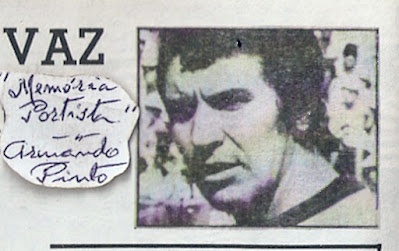 VAZ
"Memória
Portista"
—"—
Armando
Pinto